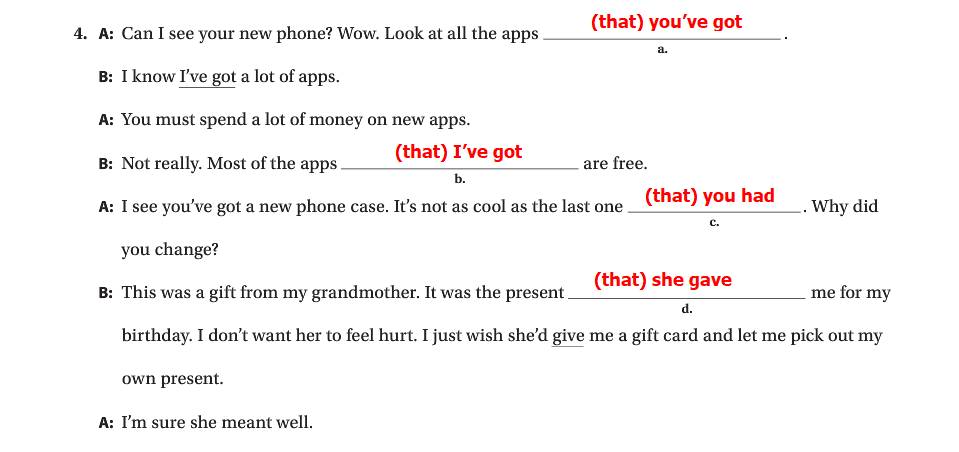 4. A: Can I see your new phone? Wow. Look at all the apps (that) you’ve got.
a.
B: I know I’ve got a lot of apps.
A: You must spend a lot of money on new apps.
B: Not really. Most of the apps (that) I’ve got are free.
b.
A: I see you’ve got a new phone case. It’s not as cool as the last one (that) you had. Why did
c.
you change?
B: This was a gift from my grandmother. It was the present (that) she gave me for my
d.
birthday. I don’t want her to feel hurt. I just wish she’d give me a gift card and let me pick out my
own present.
A: I’m sure she meant well.